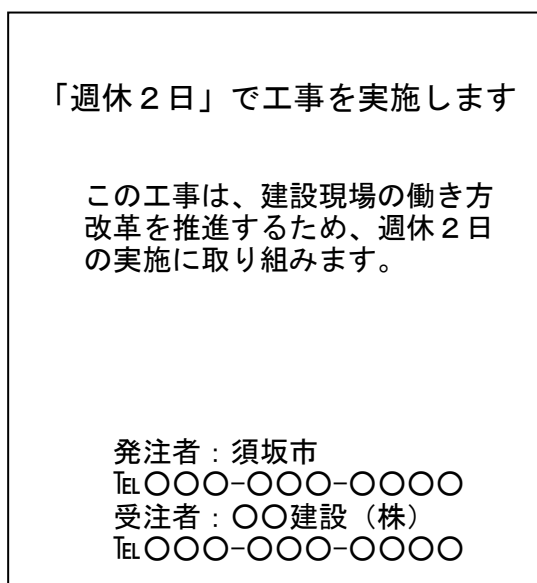 「週休２日」で工事を実施します
この工事は、建設現場の働き方
改革を推進するため、週休２日
の実施に取り組みます。
発注者：須坂市
℡〇〇〇-〇〇〇-〇〇〇〇
受注者：〇〇建設（株）
℡〇〇〇-〇〇〇-〇〇〇〇